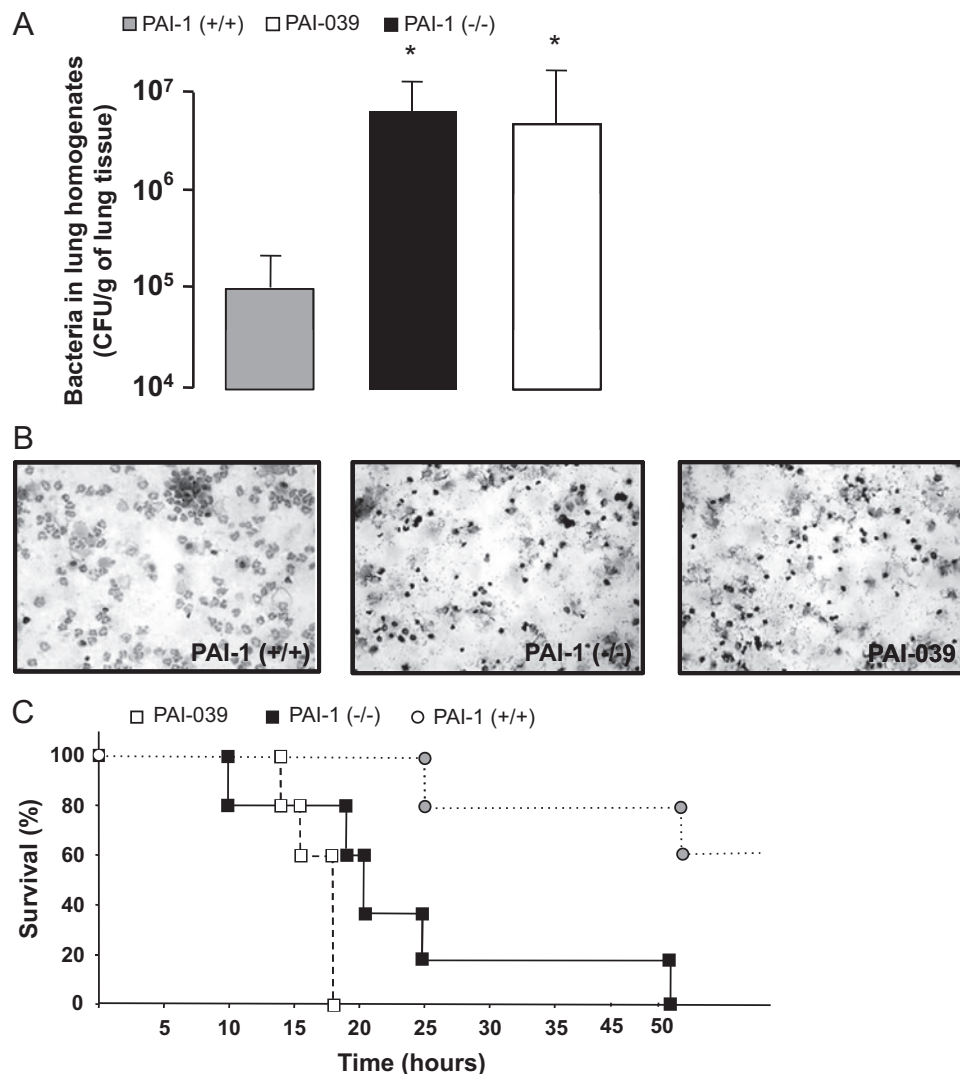 A
PAI-1 (+/+) PAI-039 PAI-1 (-/-)
* *
Bacteria in lung homogenates
(CFU/g of lung tissue)
10⁷
10⁶
10⁵
10⁴
B
PAI-1 (+/+) PAI-1 (-/-) PAI-039
C
PAI-039 PAI-1 (-/-) PAI-1 (+/+)
Survival (%)
100
80
60
40
20
0
5 10 15 20 25 30 35 45 50
Time (hours)